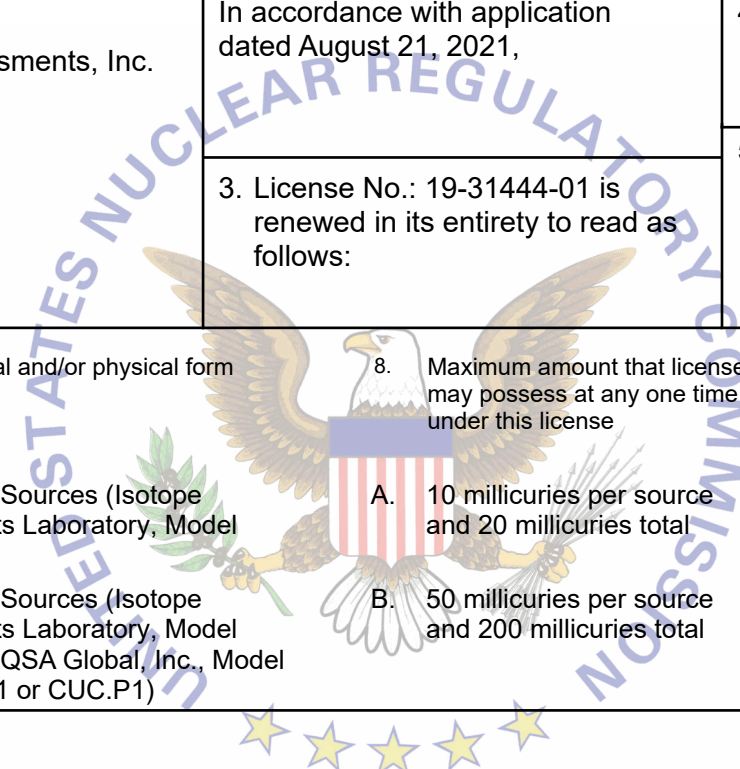 In accordance with application
dated August 21, 2021,
sments, Inc.
3. License No.: 19-31444-01 is
renewed in its entirety to read as
follows:
al and/or physical form
8. Maximum amount that license
may possess at any one time
under this license
Sources (Isotope
ts Laboratory, Model
A. 10 millicuries per source
and 20 millicuries total
Sources (Isotope
ts Laboratory, Model
QSA Global, Inc., Model
1 or CUC.P1)
B. 50 millicuries per source
and 200 millicuries total
UNITED STATES NUCLEAR REGULATORY COMMISSION